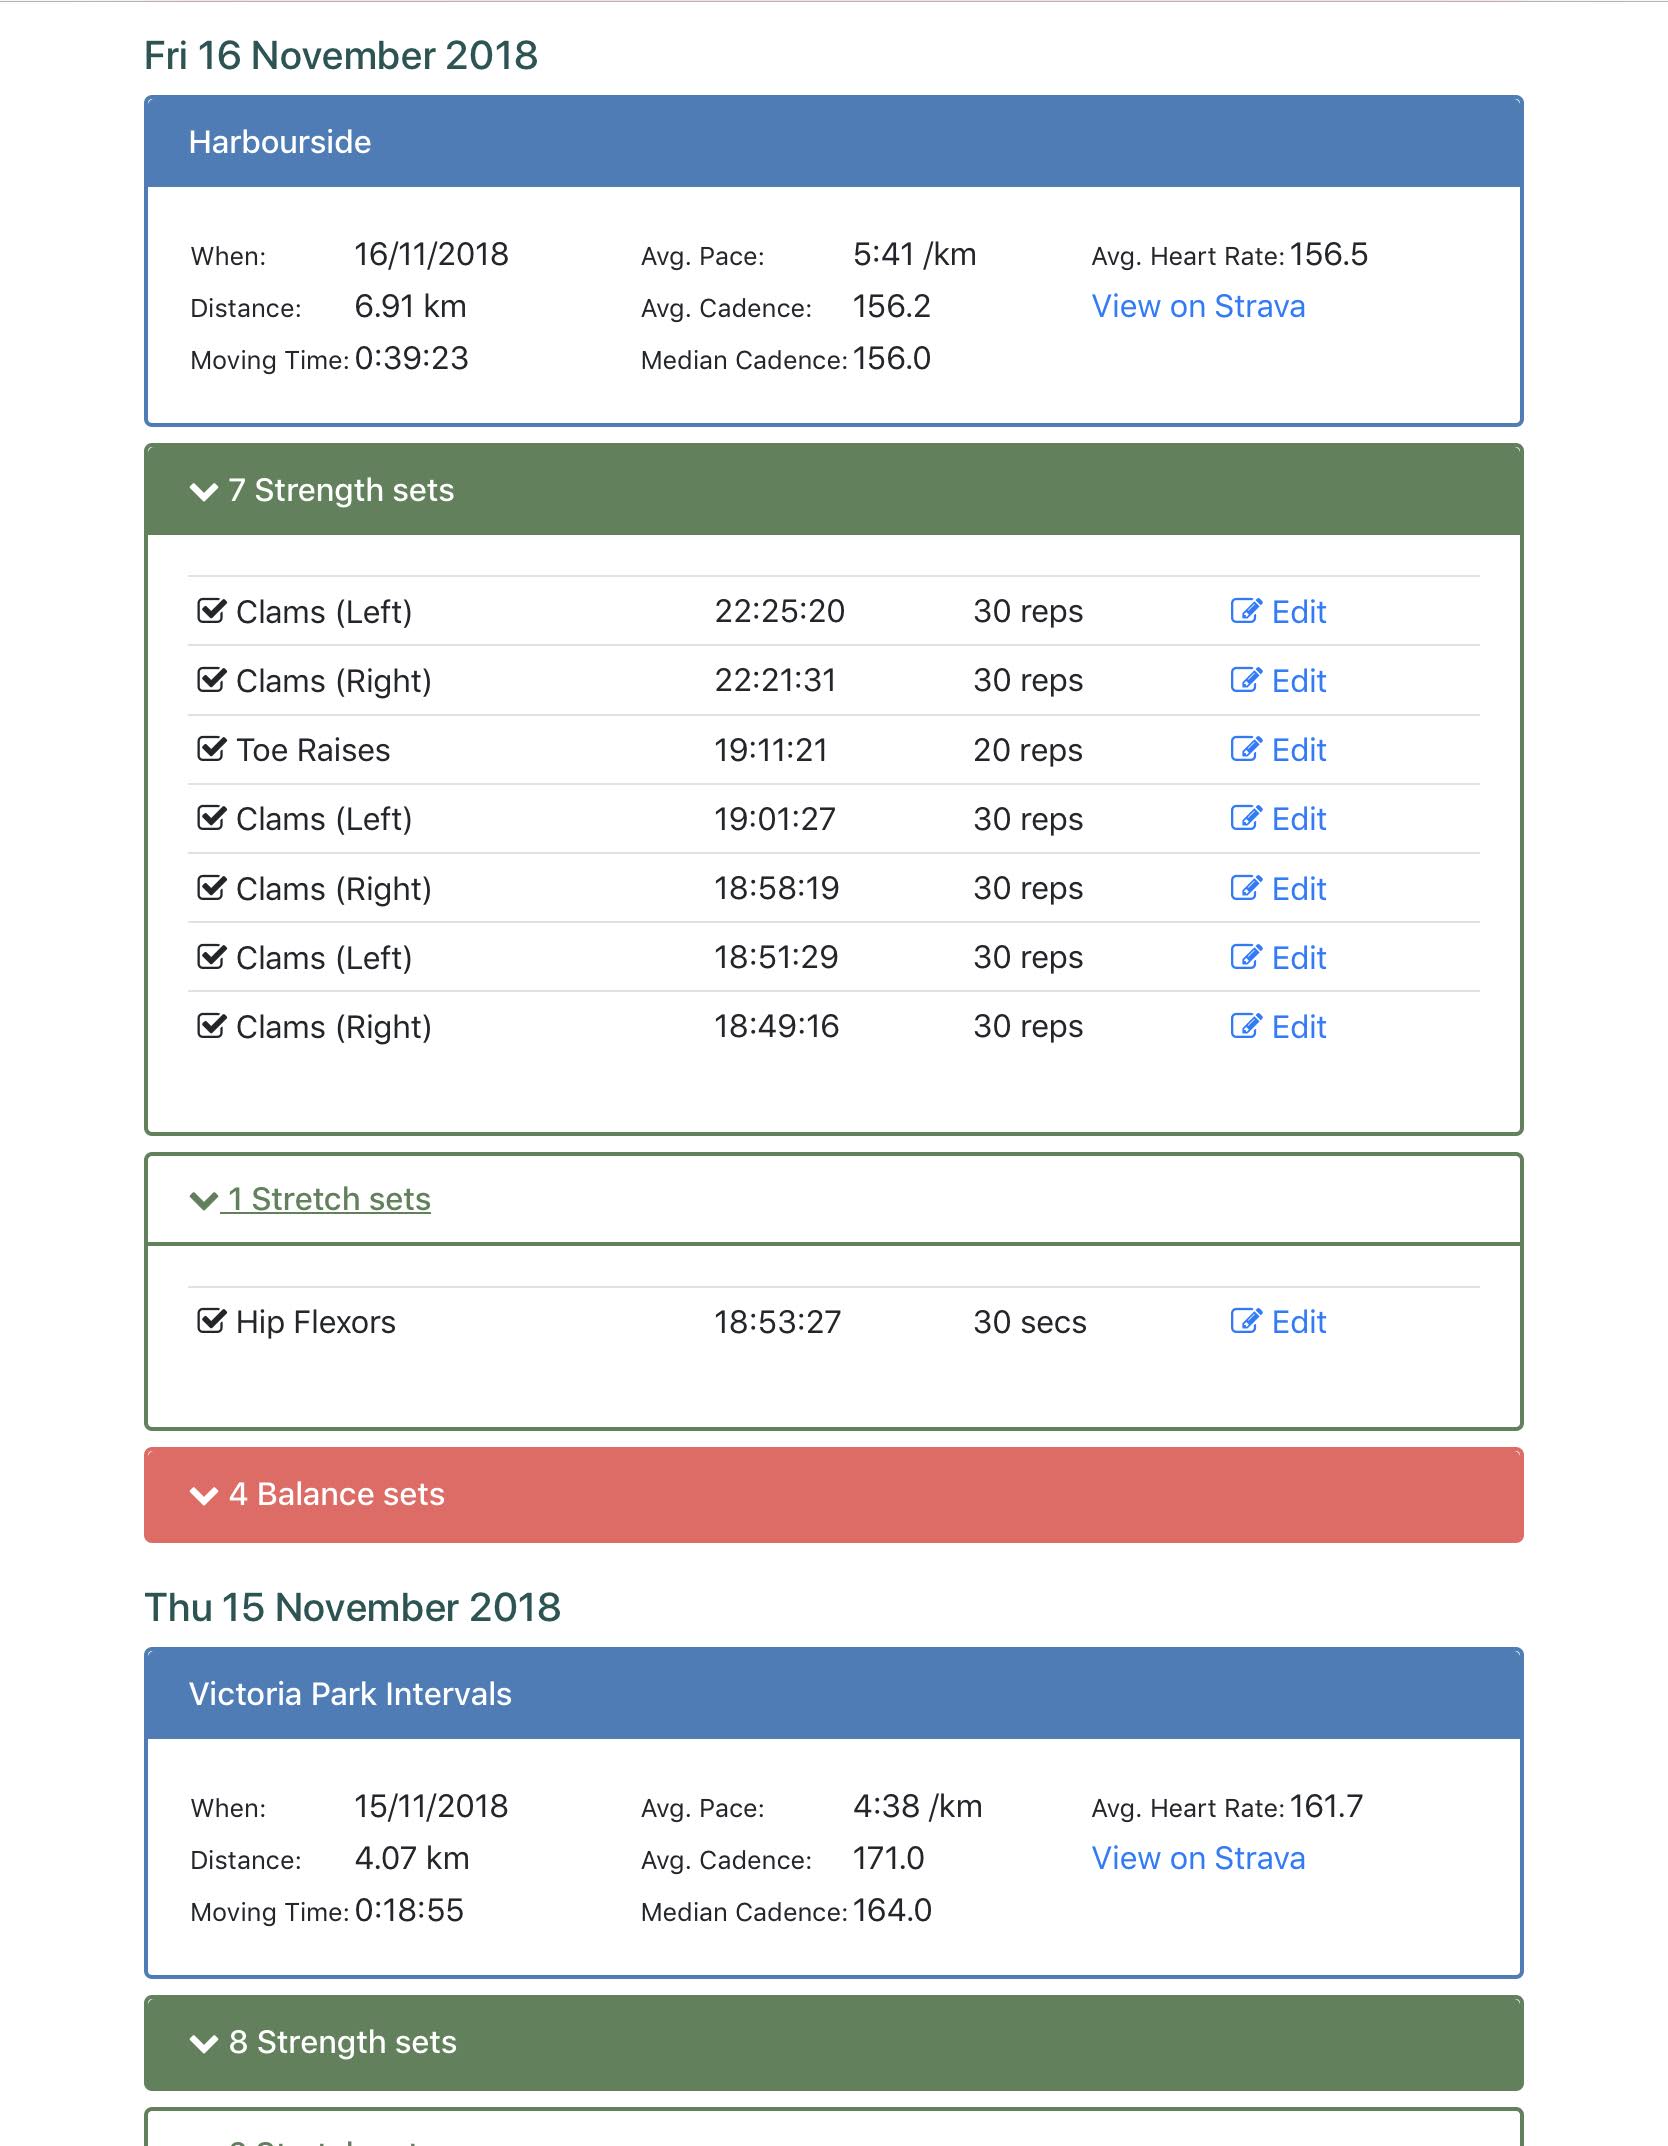 Fri 16 November 2018
Harbourside
When: 16/11/2018 Avg. Pace: 5:41 /km Avg. Heart Rate: 156.5
Distance: 6.91 km Avg. Cadence: 156.2 View on Strava
Moving Time: 0:39:23 Median Cadence: 156.0
7 Strength sets
Clams (Left) 22:25:20 30 reps Edit
Clams (Right) 22:21:31 30 reps Edit
Toe Raises 19:11:21 20 reps Edit
Clams (Left) 19:01:27 30 reps Edit
Clams (Right) 18:58:19 30 reps Edit
Clams (Left) 18:51:29 30 reps Edit
Clams (Right) 18:49:16 30 reps Edit
1 Stretch sets
Hip Flexors 18:53:27 30 secs Edit
4 Balance sets
Thu 15 November 2018
Victoria Park Intervals
When: 15/11/2018 Avg. Pace: 4:38 /km Avg. Heart Rate: 161.7
Distance: 4.07 km Avg. Cadence: 171.0 View on Strava
Moving Time: 0:18:55 Median Cadence: 164.0
8 Strength sets